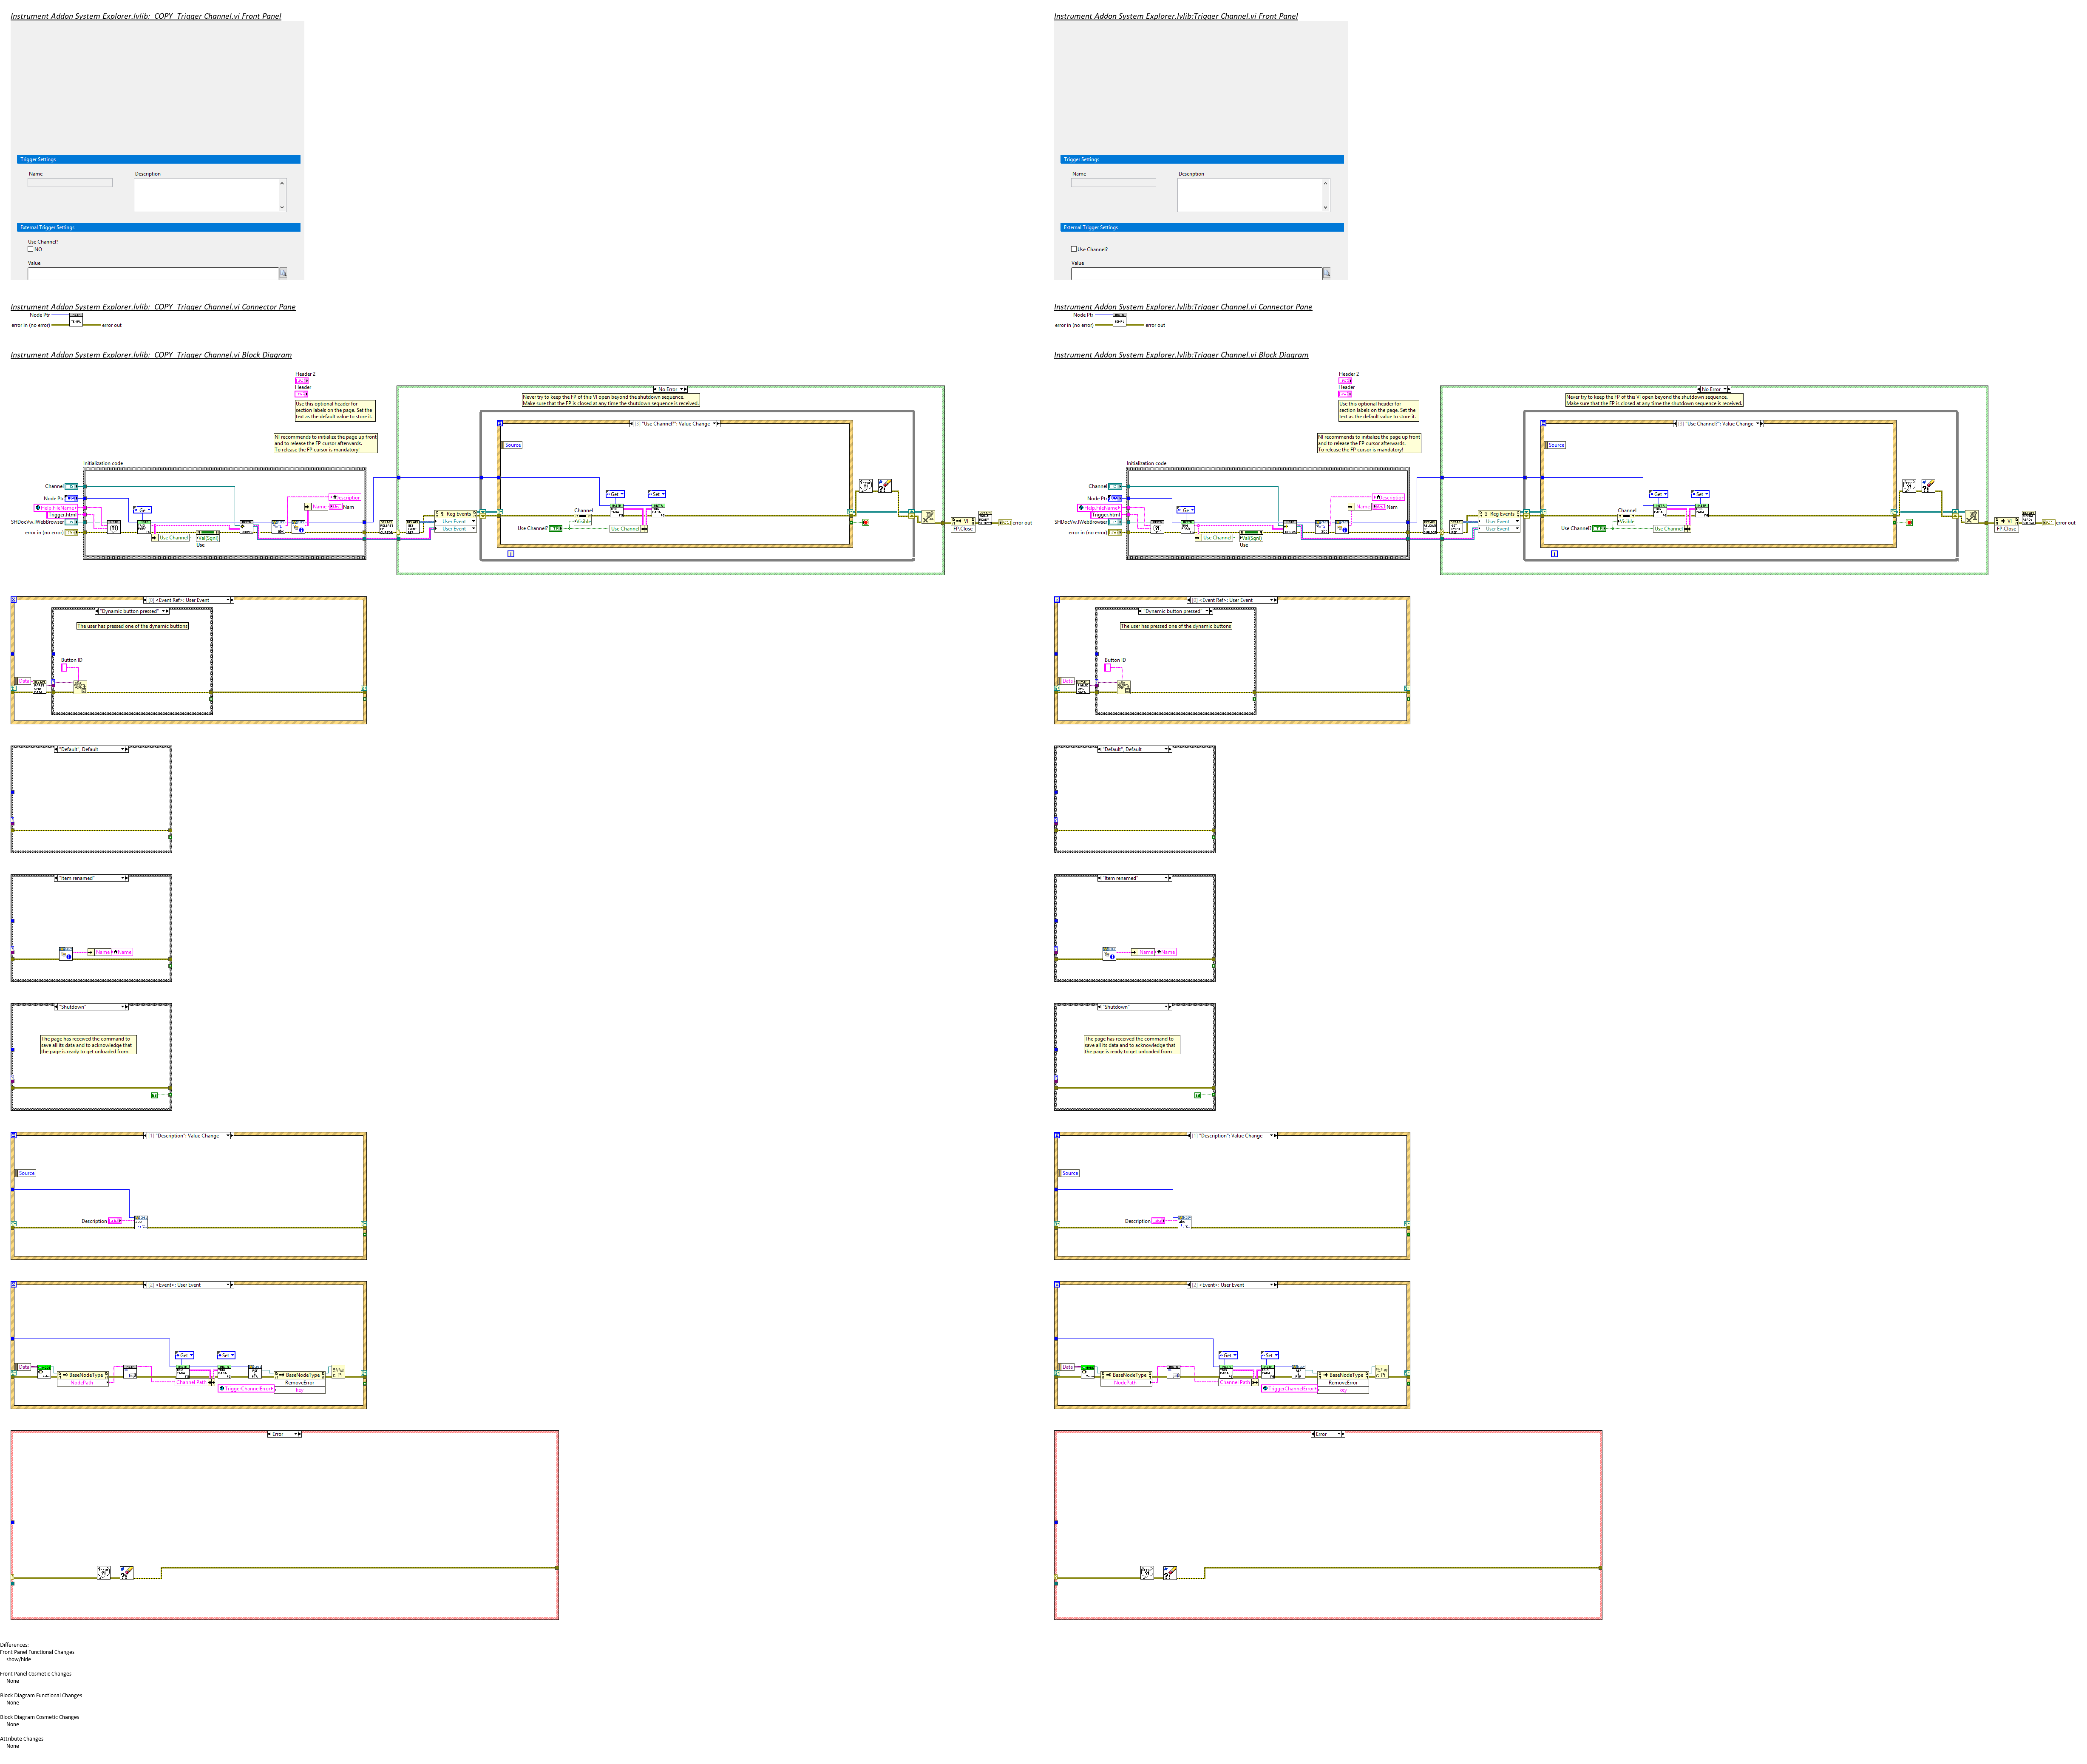 Instrument Addon System Explorer.lvlib:_COPY_Trigger Channel.vi Front Panel
Trigger Settings
Name
Description
External Trigger Settings
Use Channel?
NO
Value
Instrument Addon System Explorer.lvlib:_COPY_Trigger Channel.vi Connector Pane
Node Ptr
error in (no error)
error out
Instrument Addon System Explorer.lvlib:_COPY_Trigger Channel.vi Block Diagram
Header 2
Header
Use this optional header for
section labels on the page. Set the
text as the default value to store it.
NI recommends to initialize the page up front
and to release the FP cursor afterwards.
To release the FP cursor is mandatory!
Initialization code
Channel
Node Ptr
Help.FileName
Trigger.html
SHDocVw.IWebBrowser
error in (no error)
Ge
Use Channel
Val(Sgnl)
Use
Description
Name
Nam
Reg Events
User Event
User Event
No Error
Never try to keep the FP of this VI open beyond the shutdown sequence.
Make sure that the FP is closed at any time the shutdown sequence is received.
"Use Channel?": Value Change
Source
Get
Set
Channel
Visible
Use Channel?
Use Channel
VI
FP.Close
error out
[0] <Event Ref>: User Event
"Dynamic button pressed"
The user has pressed one of the dynamic buttons
Button ID
Data
"Default", Default
"Item renamed"
Name
Name
"Shutdown"
The page has received the command to
save all its data and to acknowledge that
the page is ready to get unloaded from
[1] "Description": Value Change
Source
Description
[2] <Event>: User Event
Get
Set
Data
BaseNodeType
NodePath
Channel Path
TriggerChannelError
BaseNodeType
RemoveError
key
Error
Differences:
Front Panel Functional Changes
show/hide
Front Panel Cosmetic Changes
None
Block Diagram Functional Changes
None
Block Diagram Cosmetic Changes
None
Attribute Changes
None
Instrument Addon System Explorer.lvlib:Trigger Channel.vi Front Panel
Trigger Settings
Name
Description
External Trigger Settings
Use Channel?
Value
Instrument Addon System Explorer.lvlib:Trigger Channel.vi Connector Pane
Node Ptr
error in (no error)
error out
Instrument Addon System Explorer.lvlib:Trigger Channel.vi Block Diagram
Header 2
Header
Use this optional header for
section labels on the page. Set the
text as the default value to store it.
NI recommends to initialize the page up front
and to release the FP cursor afterwards.
To release the FP cursor is mandatory!
Initialization code
Channel
Node Ptr
Help.FileName
Trigger.html
SHDocVw.IWebBrowser
error in (no error)
Ge
Use Channel
Val(Sgnl)
Use
Description
Name
Nam
Reg Events
User Event
User Event
No Error
Never try to keep the FP of this VI open beyond the shutdown sequence.
Make sure that the FP is closed at any time the shutdown sequence is received.
"Use Channel?": Value Change
Source
Get
Set
Channel
Visible
Use Channel?
Use Channel
VI
FP.Close
error out
[0] <Event Ref>: User Event
"Dynamic button pressed"
The user has pressed one of the dynamic buttons
Button ID
Data
"Default", Default
"Item renamed"
Name
Name
"Shutdown"
The page has received the command to
save all its data and to acknowledge that
the page is ready to get unloaded from
[1] "Description": Value Change
Source
Description
[2] <Event>: User Event
Get
Set
Data
BaseNodeType
NodePath
Channel Path
TriggerChannelError
BaseNodeType
RemoveError
key
Error